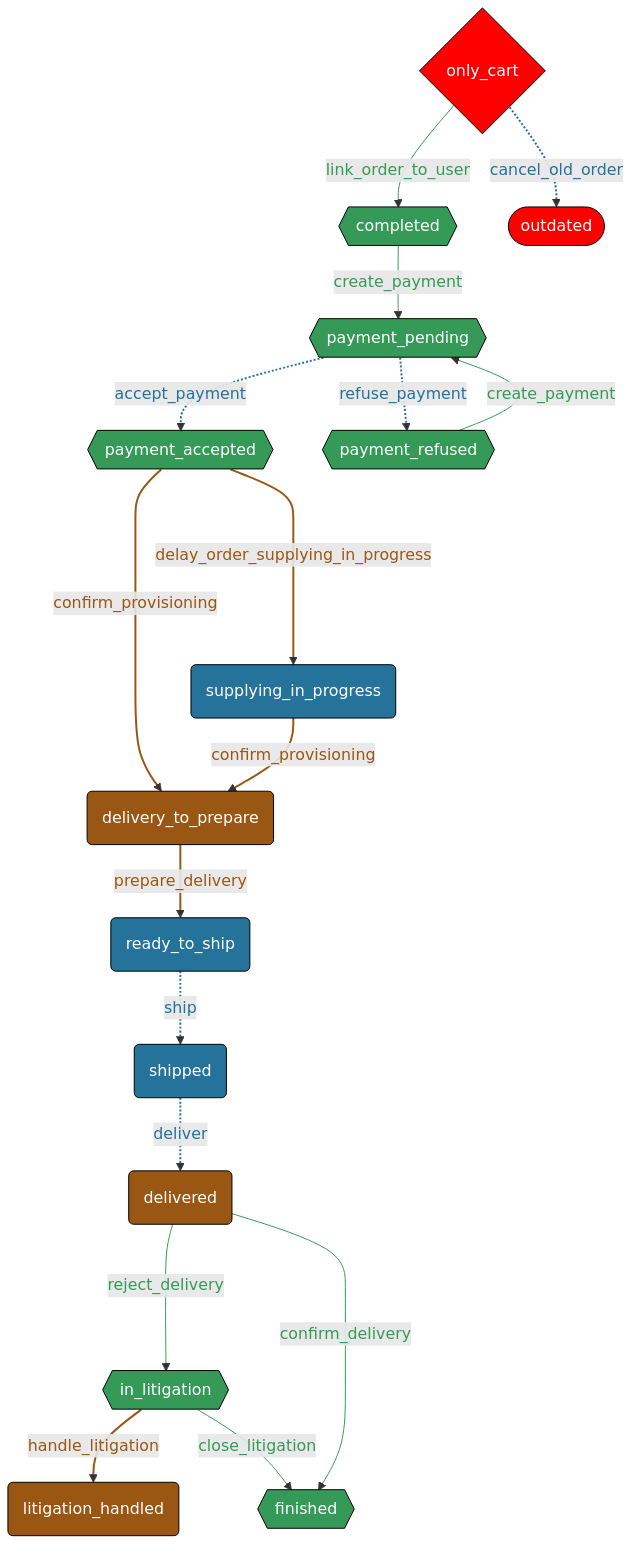 only_cart
link_order_to_user
cancel_old_order
completed
outdated
create_payment
payment_pending
accept_payment
refuse_payment
create_payment
payment_accepted
payment_refused
delay_order_supplying_in_progress
confirm_provisioning
supplying_in_progress
confirm_provisioning
delivery_to_prepare
prepare_delivery
ready_to_ship
ship
shipped
deliver
delivered
reject_delivery
confirm_delivery
in_litigation
handle_litigation
close_litigation
litigation_handled
finished